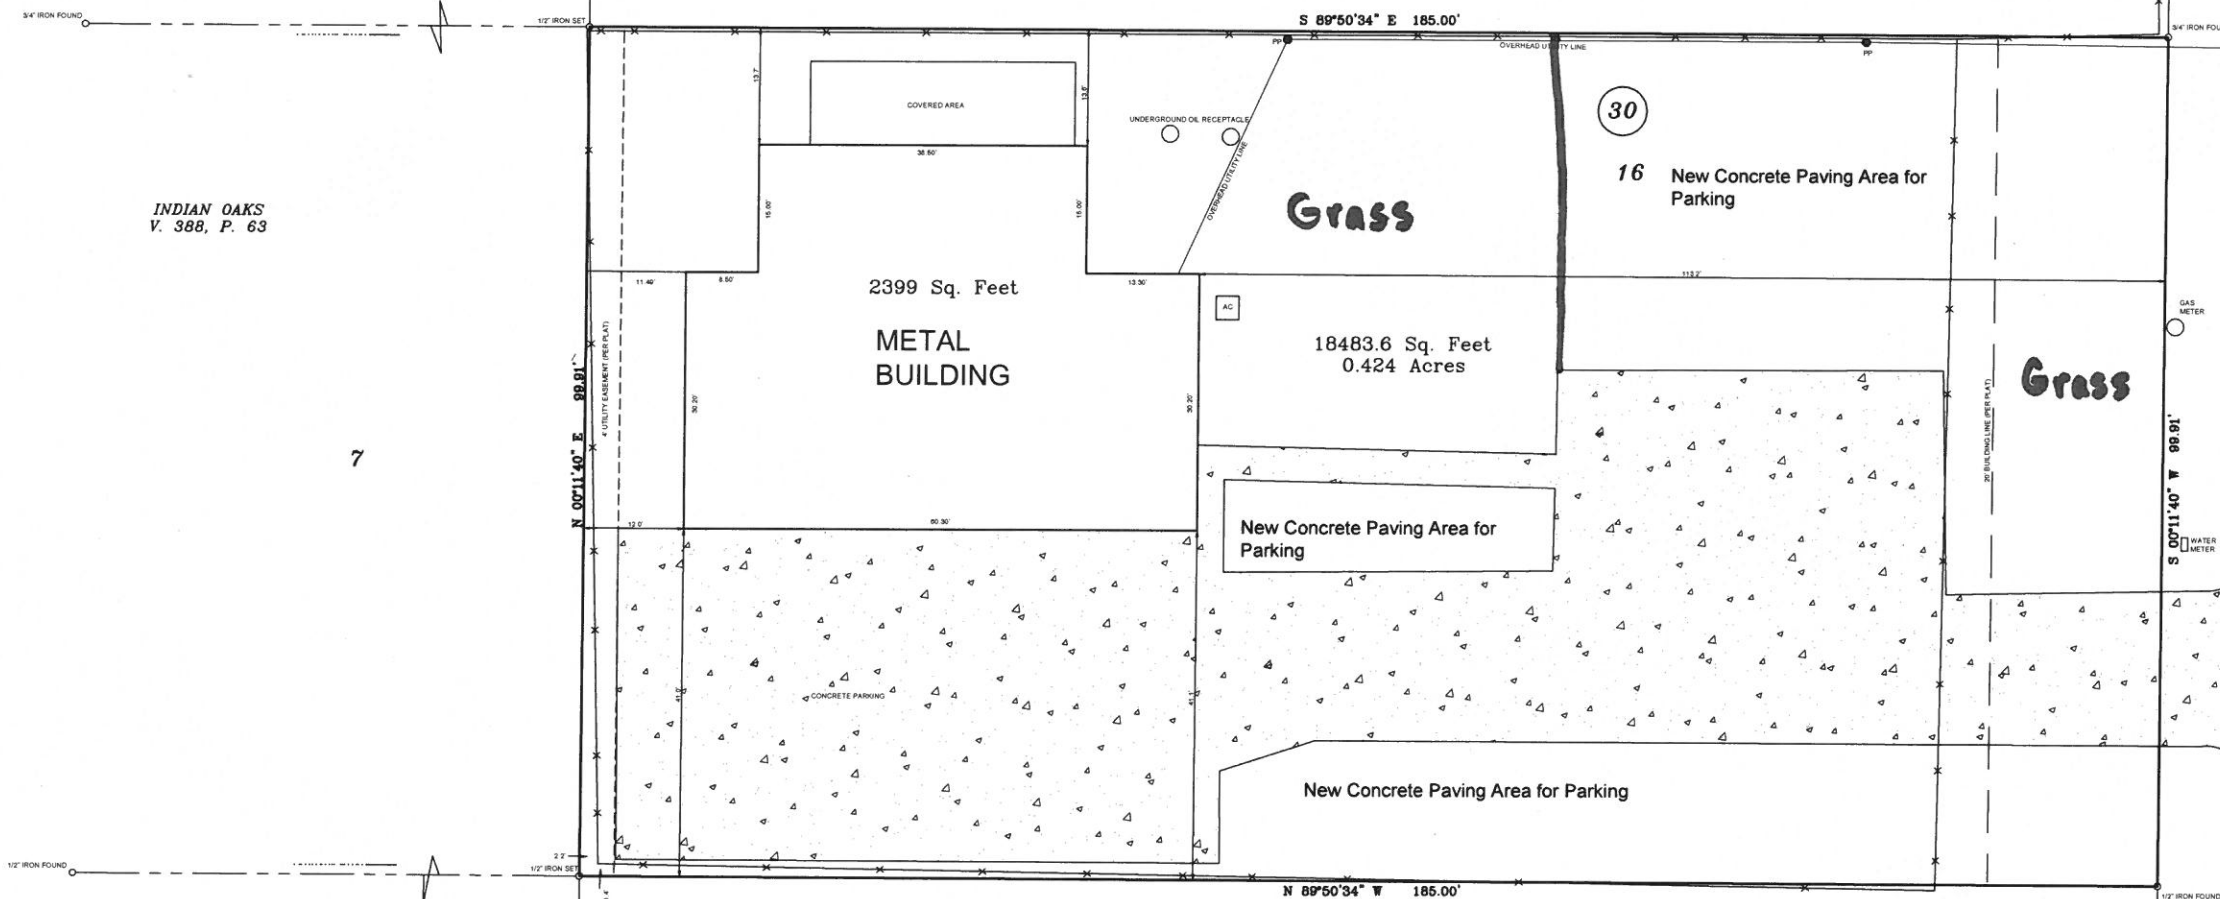 3/4" IRON FOUND
1/2" IRON SET
S 89°50'34" E 185.00'
3/4" IRON FOU
PP
OVERHEAD UTILITY LINE
PP
13.7'
COVERED AREA
13.6'
UNDERGROUND OIL RECEPTACLE
30
38.60'
OVERHEAD UTILITY LINE
16 New Concrete Paving Area for
Parking
INDIAN OAKS
V. 388, P. 63
15.00'
15.00'
Grass
11.40'
8.50'
13.30'
113.2'
2399 Sq. Feet
AC
GAS
METER
METAL
BUILDING
18483.6 Sq. Feet
0.424 Acres
Grass
4' UTILITY EASEMENT (PER PLAT)
N 00°11'40" E 99.91'
30.20'
30.20'
20' BUILDING LINE (PER PLAT)
S 00°11'40" W 99.91'
7
12.0'
60.30'
New Concrete Paving Area for
Parking
WATER
METER
CONCRETE PARKING
41.0'
41.1'
New Concrete Paving Area for Parking
2.2'
1/2" IRON FOUND
1/2" IRON SET
N 89°50'34" W 185.00'
1/2" IRON FOUND